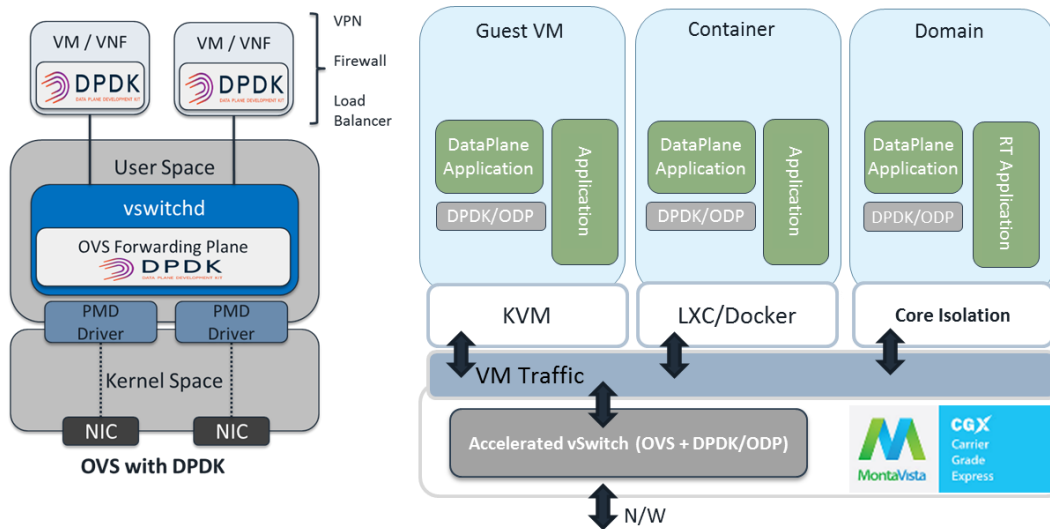 VM / VNF
DPDK
DATA PLANE DEVELOPMENT KIT
VM / VNF
DPDK
DATA PLANE DEVELOPMENT KIT
VPN
Firewall
Load
Balancer
User Space
vswitchd
OVS Forwarding Plane
DPDK
DATA PLANE DEVELOPMENT KIT
PMD
Driver
PMD
Driver
Kernel Space
NIC
NIC
OVS with DPDK
Guest VM
DataPlane
Application
DPDK/ODP
Application
KVM
Container
DataPlane
Application
DPDK/ODP
Application
LXC/Docker
Domain
DataPlane
Application
DPDK/ODP
RT Application
Core Isolation
VM Traffic
Accelerated vSwitch (OVS + DPDK/ODP)
MontaVista
CGX
Carrier
Grade
Express
N/W